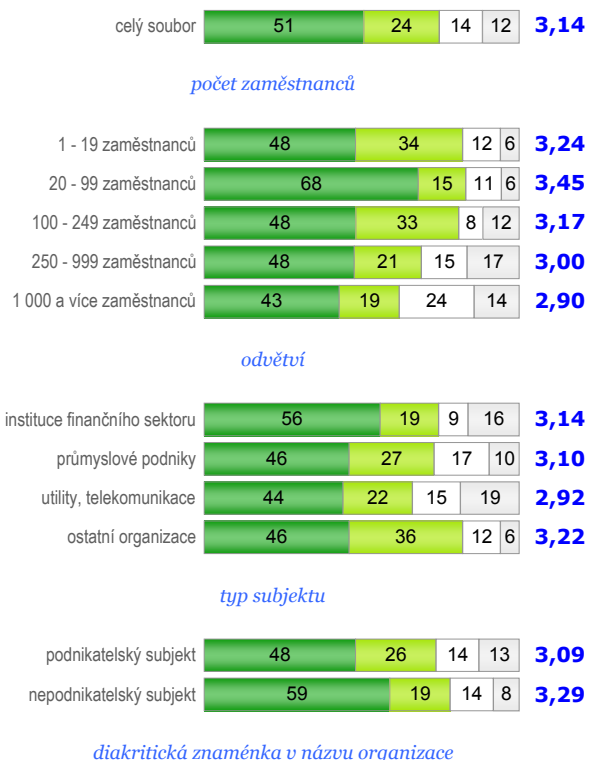 celý soubor 51 24 14 12 3,14
počet zaměstnanců
1 - 19 zaměstnanců 48 34 12 6 3,24
20 - 99 zaměstnanců 68 15 11 6 3,45
100 - 249 zaměstnanců 48 33 8 12 3,17
250 - 999 zaměstnanců 48 21 15 17 3,00
1 000 a více zaměstnanců 43 19 24 14 2,90
odvětví
instituce finančního sektoru 56 19 9 16 3,14
průmyslové podniky 46 27 17 10 3,10
utility, telekomunikace 44 22 15 19 2,92
ostatní organizace 46 36 12 6 3,22
typ subjektu
podnikatelský subjekt 48 26 14 13 3,09
nepodnikatelský subjekt 59 19 14 8 3,29
diakritická znaménka v názvu organizace